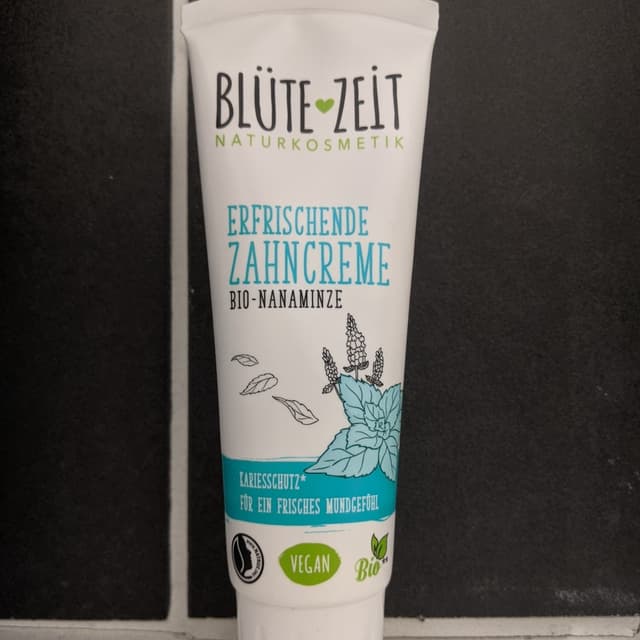 BLÜTE ZEIT
NATURKOSMETIK
ERFRISCHENDE
ZAHNCREME
BIO-NANAMINZE
KARIESSCHUTZ*
FÜR EIN FRISCHES MUNDGEFÜHL
VEGAN
Bio